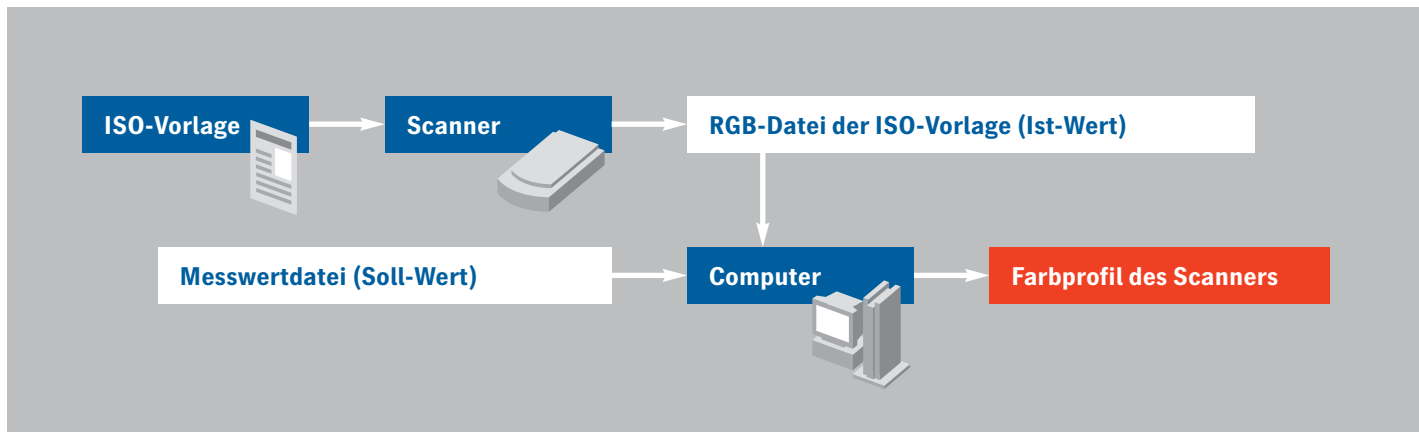 ISO-Vorlage
Scanner
RGB-Datei der ISO-Vorlage (Ist-Wert)
Messwertdatei (Soll-Wert)
Computer
Farbprofil des Scanners